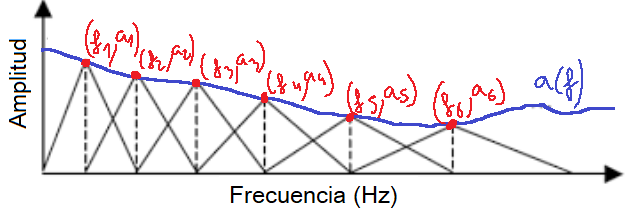 Amplitud
(f1,a1)
(f2,a2)
(f3,a3)
(f4,a4)
(f5,a5)
(f6,a6)
a(f)
Frecuencia (Hz)